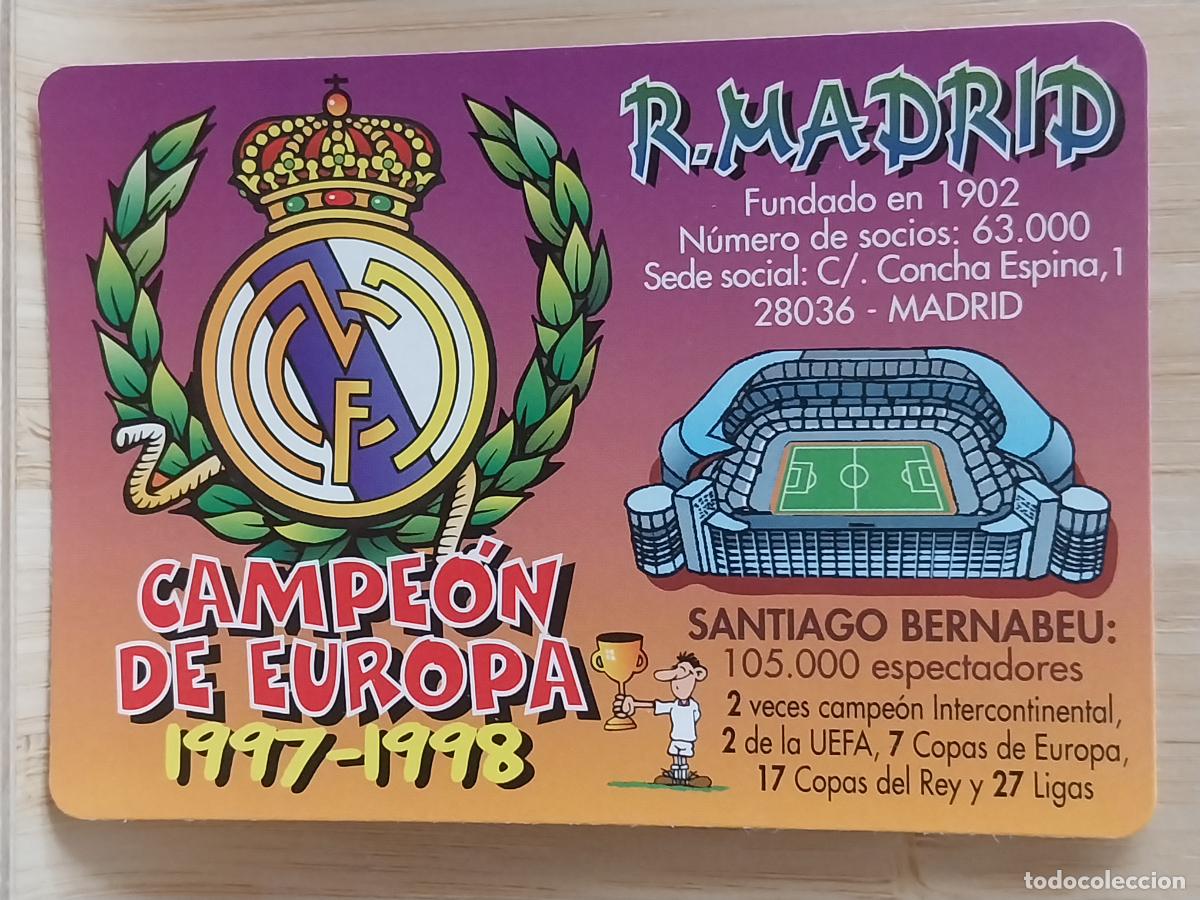 R.MADRID
Fundado en 1902
Número de socios: 63.000
Sede social: C/. Concha Espina,1
28036 - MADRID
CAMPEÓN
DE EUROPA
1997-1998
SANTIAGO BERNABEU:
105.000 espectadores
2 veces campeón Intercontinental,
2 de la UEFA, 7 Copas de Europa,
17 Copas del Rey y 27 Ligas
todocoleccion